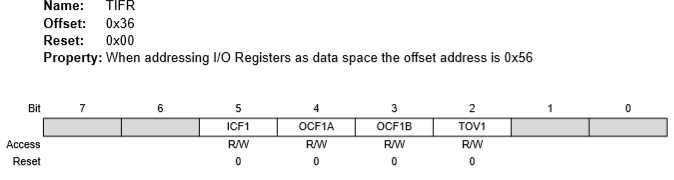 Name: TIFR
Offset: 0x36
Reset: 0x00
Property: When addressing I/O Registers as data space the offset address is 0x56
Bit 7 6 5 4 3 2 1 0
ICF1 OCF1A OCF1B TOV1
Access R/W R/W R/W R/W
Reset 0 0 0 0